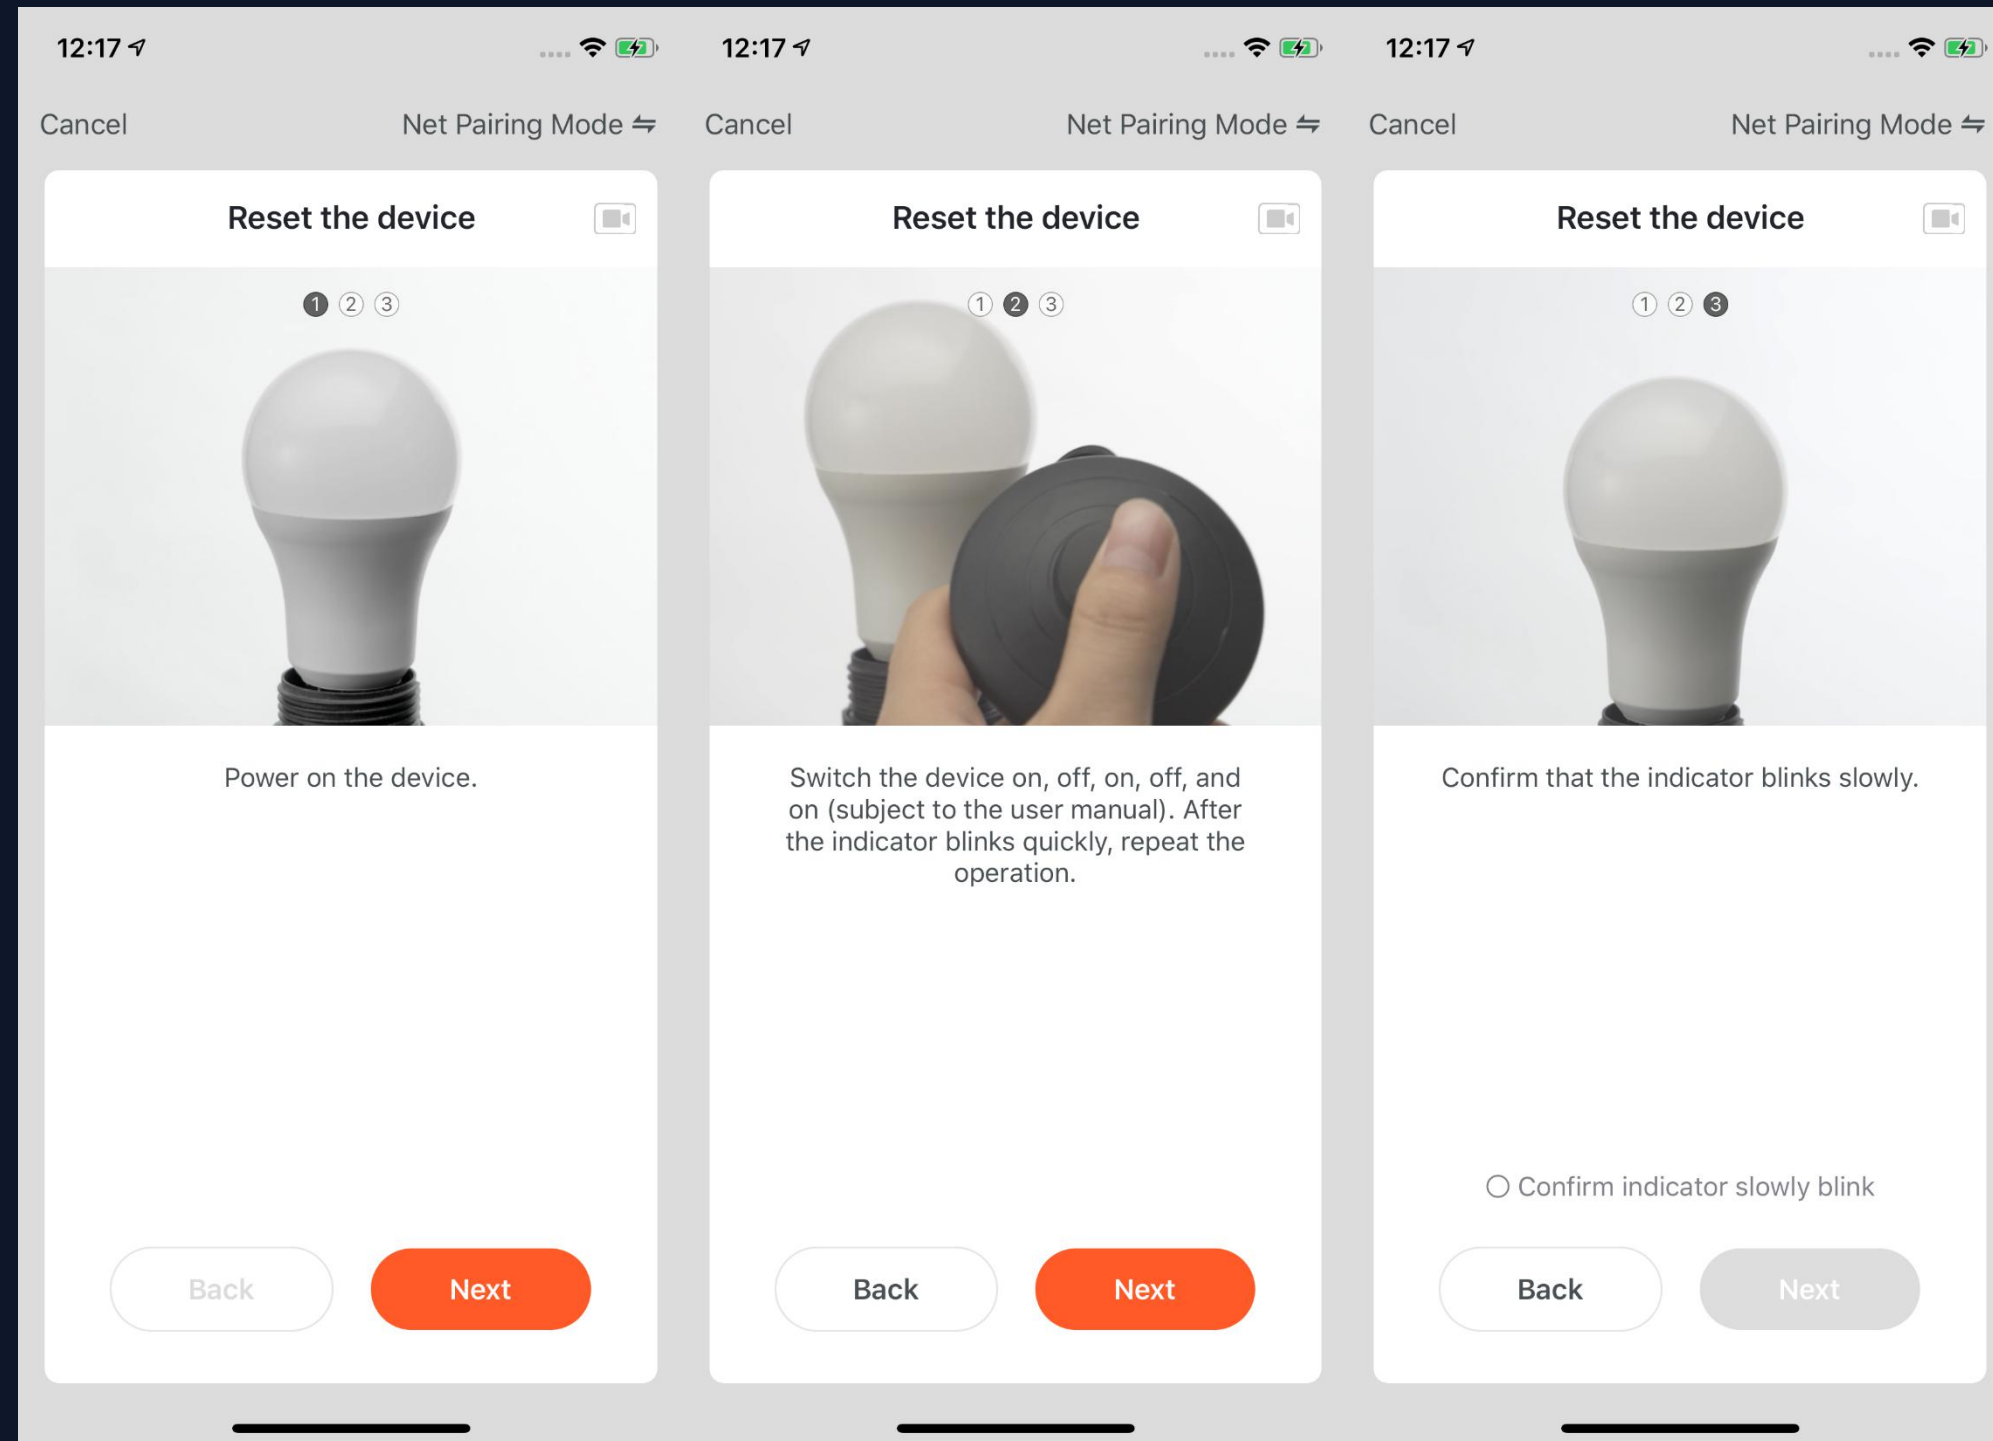 12:17
Cancel
Net Pairing Mode
Reset the device
1 2 3
Power on the device.
Back
Next
12:17
Cancel
Net Pairing Mode
Reset the device
1 2 3
Switch the device on, off, on, off, and
on (subject to the user manual). After
the indicator blinks quickly, repeat the
operation.
Back
Next
12:17
Cancel
Net Pairing Mode
Reset the device
1 2 3
Confirm that the indicator blinks slowly.
Confirm indicator slowly blink
Back
Next